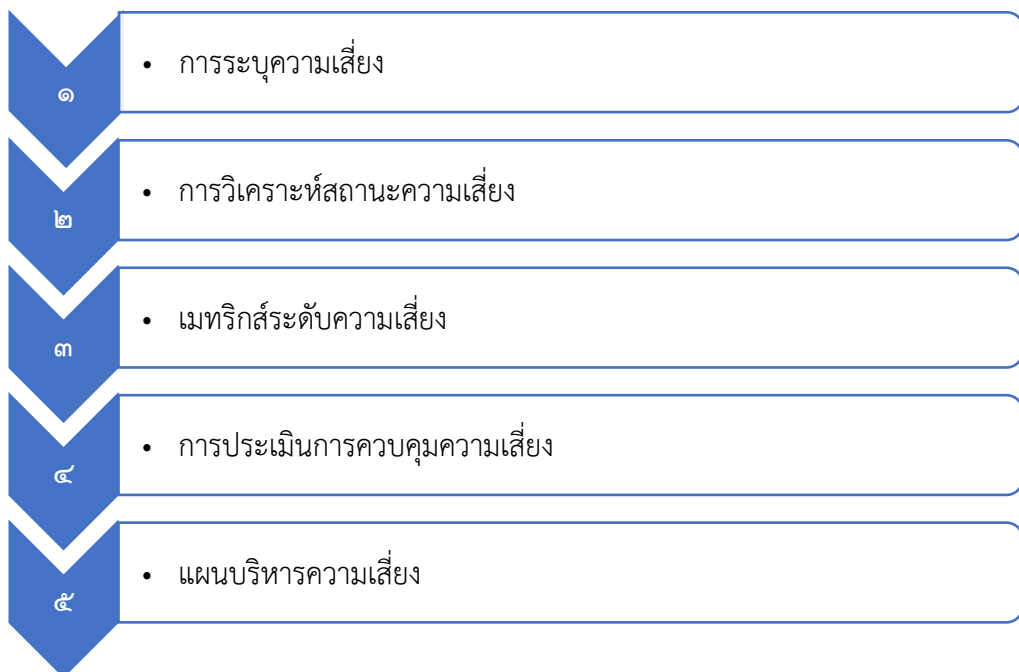 ๑
• การระบุความเสี่ยง
๒
• การวิเคราะห์สถานะความเสี่ยง
๓
• เมทริกส์ระดับความเสี่ยง
๔
• การประเมินการควบคุมความเสี่ยง
๕
• แผนบริหารความเสี่ยง